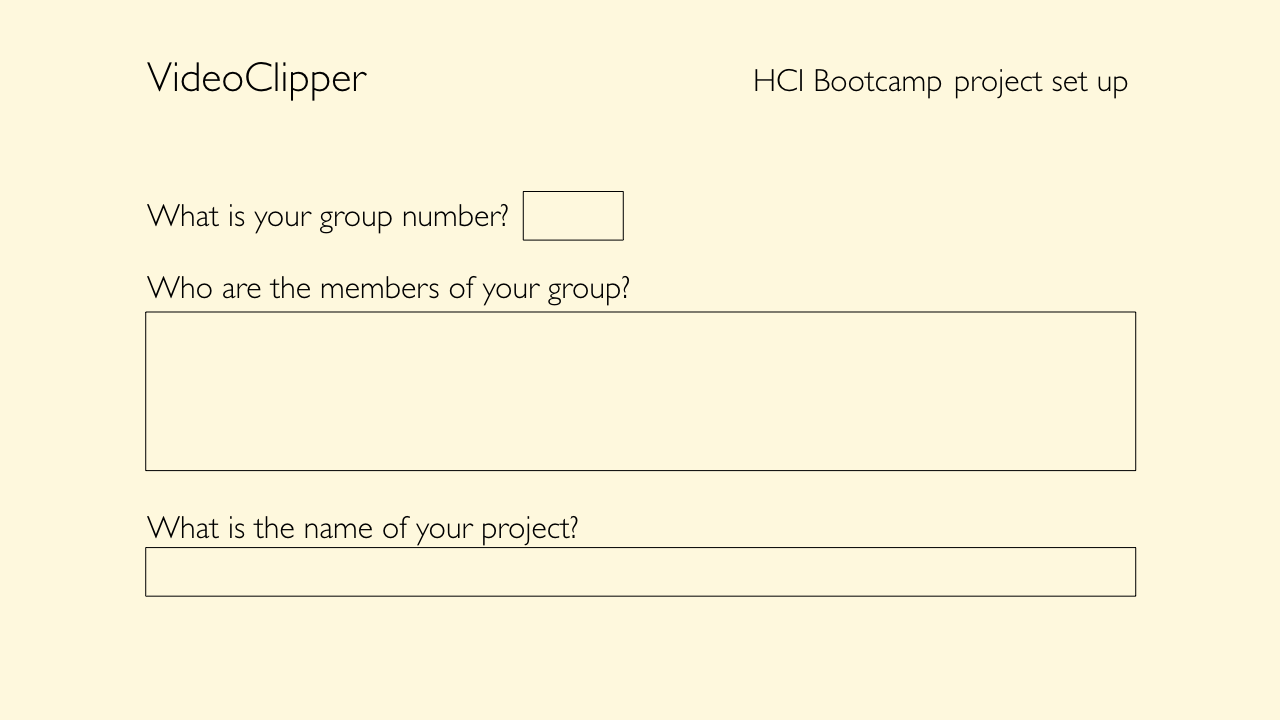 VideoClipper
HCI Bootcamp project set up
What is your group number?
Who are the members of your group?
What is the name of your project?